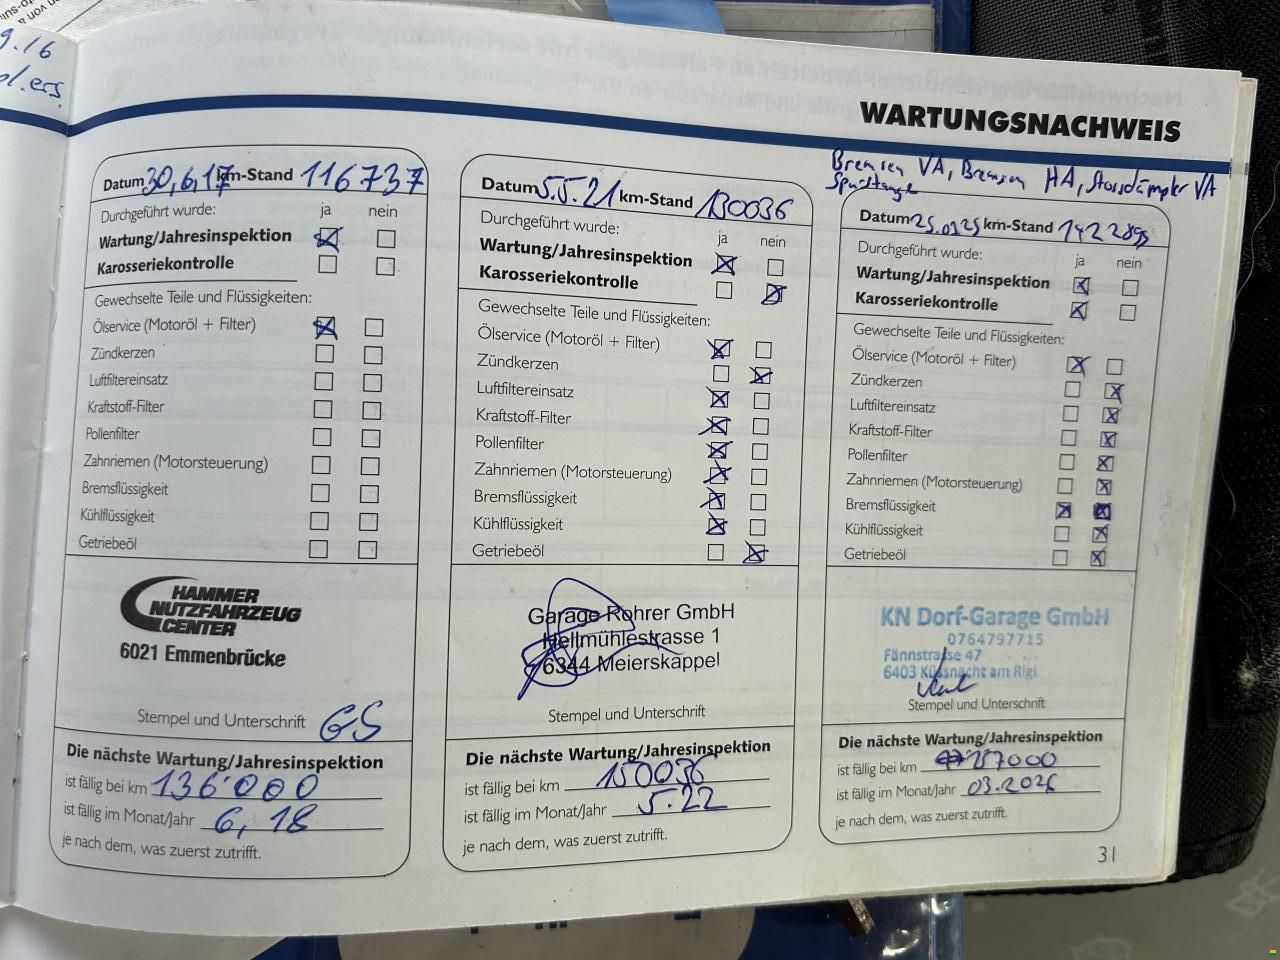 9.16
WARTUNGSNACHWEIS
Datum 30,6,17 km-Stand 116737
Durchgeführt wurde: ja nein
Wartung/Jahresinspektion
Karosseriekontrolle
Gewechselte Teile und Flüssigkeiten:
Ölservice (Motoröl + Filter)
Zündkerzen
Luftfiltereinsatz
Kraftstoff-Filter
Pollenfilter
Zahnriemen (Motorsteuerung)
Bremsflüssigkeit
Kühlflüssigkeit
Getriebeöl
HAMMER
NUTZFAHRZEUG
CENTER
6021 Emmenbrücke
Stempel und Unterschrift GS
Die nächste Wartung/Jahresinspektion
ist fällig bei km 136'000
ist fällig im Monat/Jahr 6,18
je nach dem, was zuerst zutrifft.
Datum 5.5.21 km-Stand 130036
Durchgeführt wurde: ja nein
Wartung/Jahresinspektion
Karosseriekontrolle
Gewechselte Teile und Flüssigkeiten:
Ölservice (Motoröl + Filter)
Zündkerzen
Luftfiltereinsatz
Kraftstoff-Filter
Pollenfilter
Zahnriemen (Motorsteuerung)
Bremsflüssigkeit
Kühlflüssigkeit
Getriebeöl
Garage Rohrer GmbH
Hellmühlestrasse 1
6344 Meierskappel
Stempel und Unterschrift
Die nächste Wartung/Jahresinspektion
ist fällig bei km 150036
ist fällig im Monat/Jahr 5.22
je nach dem, was zuerst zutrifft.
Bremsen VA, Bremsen HA, Stossdämpfer VA
Spurstange
Datum 25.0325 km-Stand
Durchgeführt wurde: ja nein
Wartung/Jahresinspektion
Karosseriekontrolle
Gewechselte Teile und Flüssigkeiten:
Ölservice (Motoröl + Filter)
Zündkerzen
Luftfiltereinsatz
Kraftstoff-Filter
Pollenfilter
Zahnriemen (Motorsteuerung)
Bremsflüssigkeit
Kühlflüssigkeit
Getriebeöl
KN Dorf-Garage GmbH
0764797715
Fännstrasse 47
6403 Küssnacht am Rigi
Stempel und Unterschrift
Die nächste Wartung/Jahresinspektion
ist fällig bei km 157000
ist fällig im Monat/Jahr 03.2026
je nach dem, was zuerst zutrifft.
31